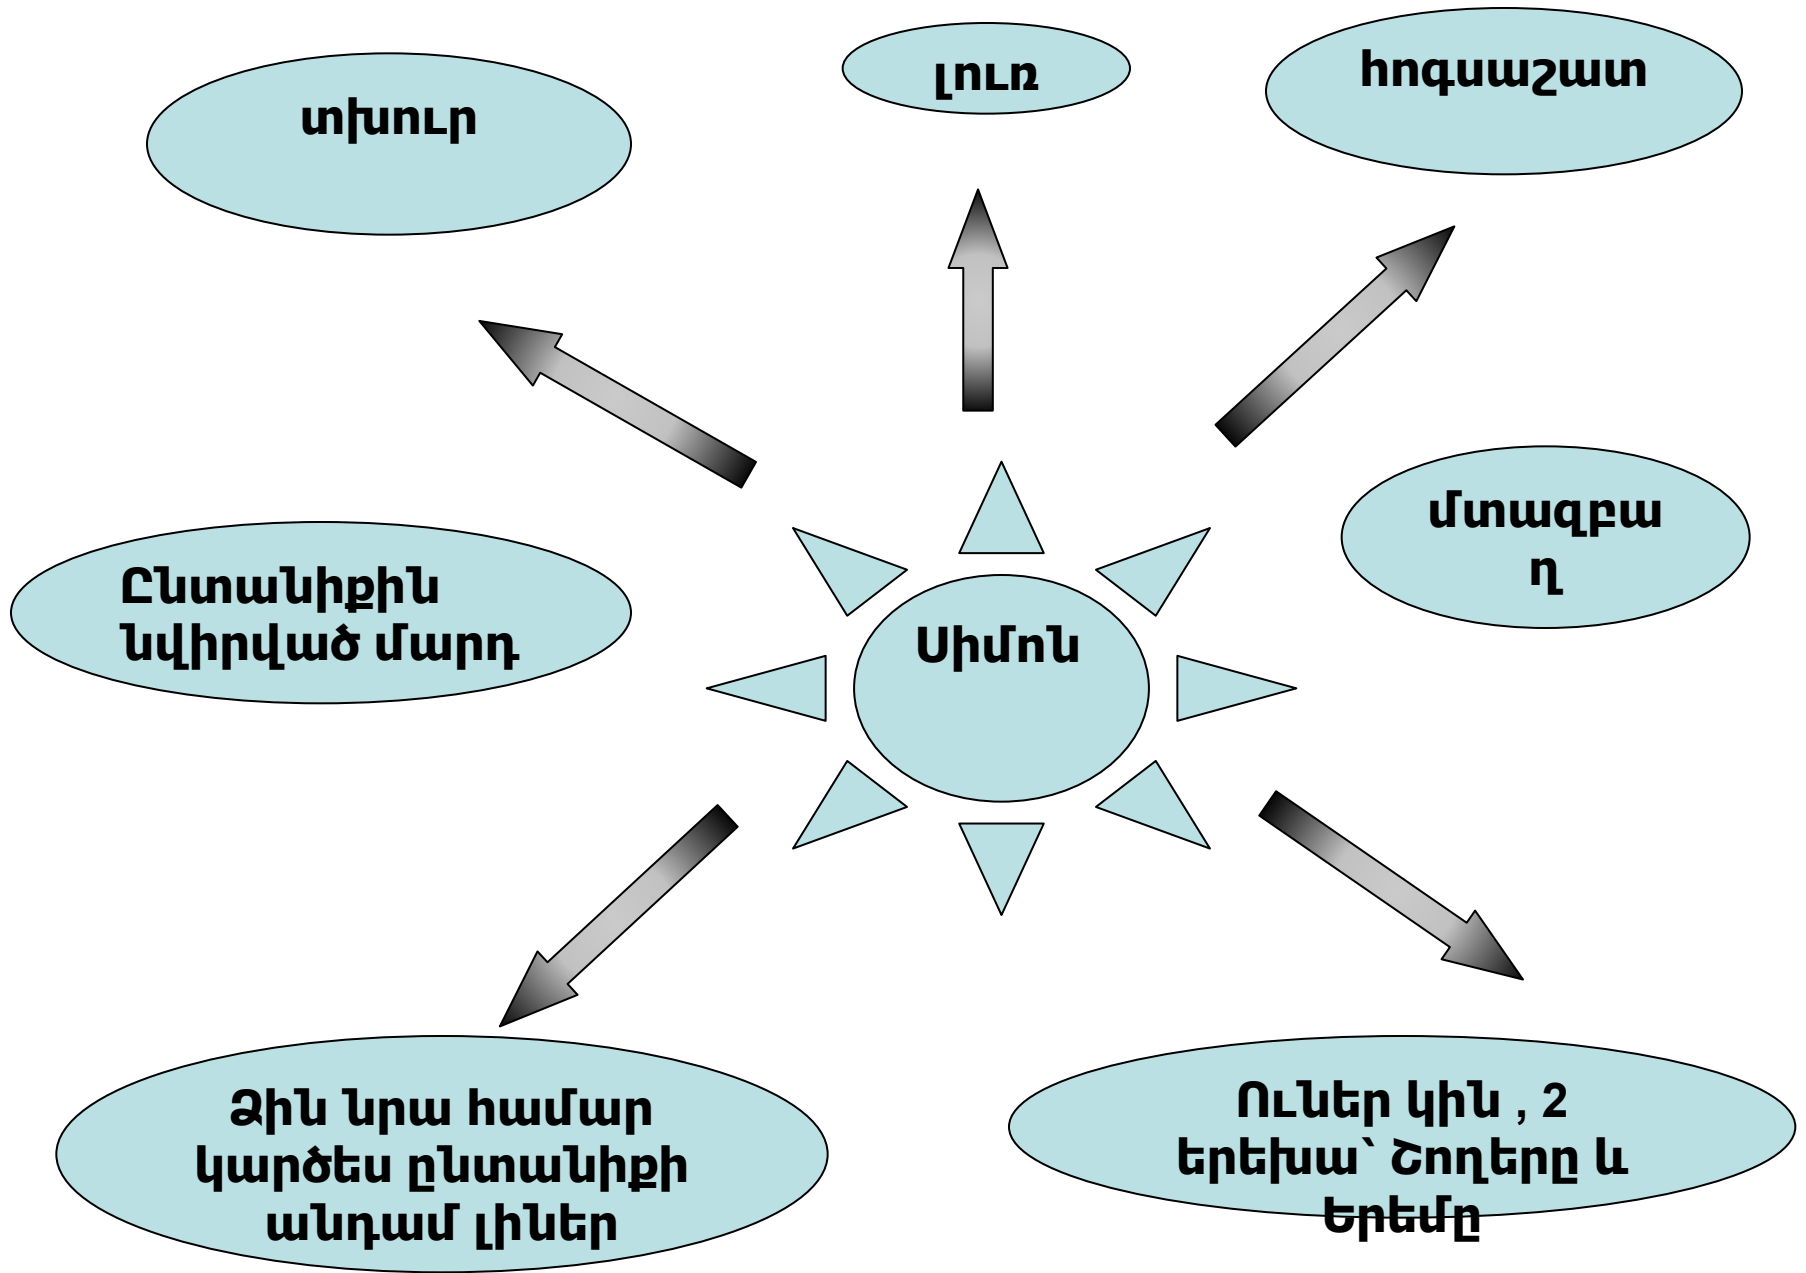 տխուր
լուռ
հոգսաշատ
մտազբա
ղ
Ընտանիքին
նվիրված մարդ
Սիմոն
Ձին նրա համար
կարծես ընտանիքի
անդամ լիներ
Ուներ կին , 2
երեխա՝ Շողերը և
Երեմը